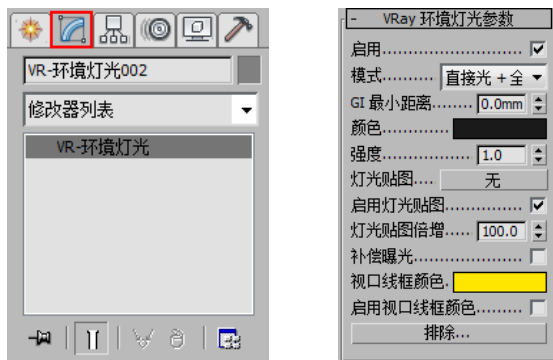 VR-环境灯光002
修改器列表
VR-环境灯光
- VRay 环境灯光参数
启用
模式 直接光 + 全
GI 最小距离 0.0mm
颜色
强度 1.0
灯光贴图 无
启用灯光贴图
灯光贴图倍增 100.0
补偿曝光
视口线框颜色
启用视口线框颜色
排除...